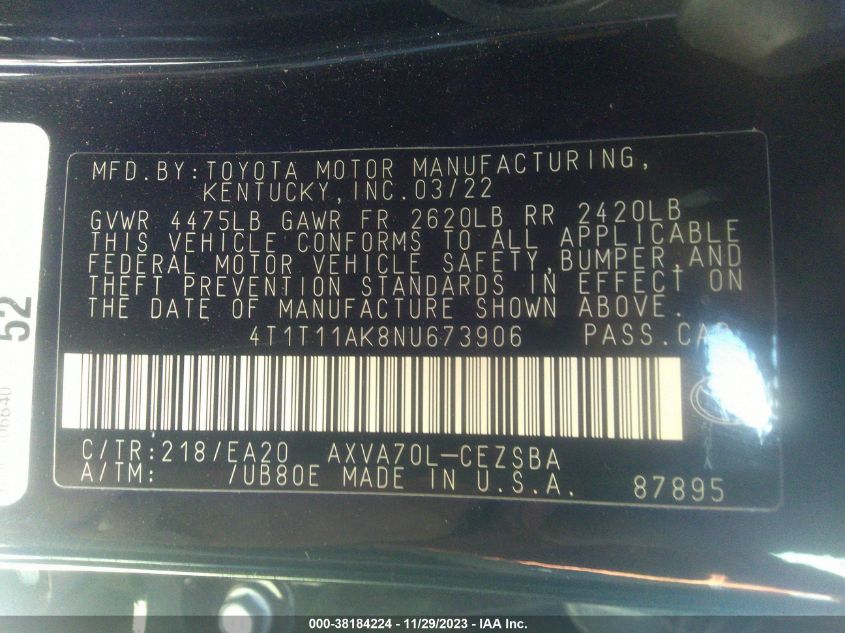 MFD.BY:TOYOTA MOTOR MANUFACTURING,
KENTUCKY,INC.03/22
GVWR 4475LB GAWR FR 2620LB RR 2420LB
THIS VEHICLE CONFORMS TO ALL APPLICABLE
FEDERAL MOTOR VEHICLE SAFETY,BUMPER,AND
THEFT PREVENTION STANDARDS IN EFFECT ON
THE DATE OF MANUFACTURE SHOWN ABOVE.
4T1T11AK8NU673906 PASS.CAR
C/TR:218/EA20 AXVA70L-CEZSBA
A/TM: /UB80E MADE IN U.S.A. 87895
52
000-38184224 - 11/29/2023 - IAA Inc.